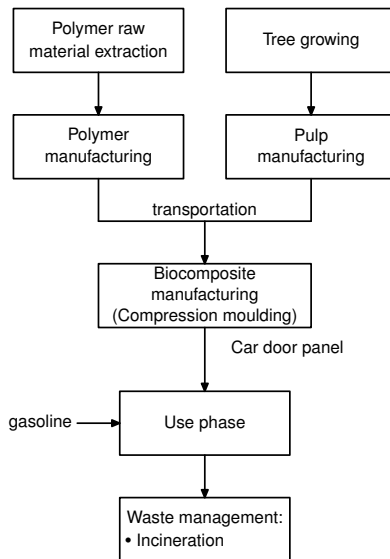 Polymer raw
material extraction
Tree growing
Polymer
manufacturing
Pulp
manufacturing
transportation
Biocomposite
manufacturing
(Compression moulding)
Car door panel
gasoline
Use phase
Waste management:
• Incineration